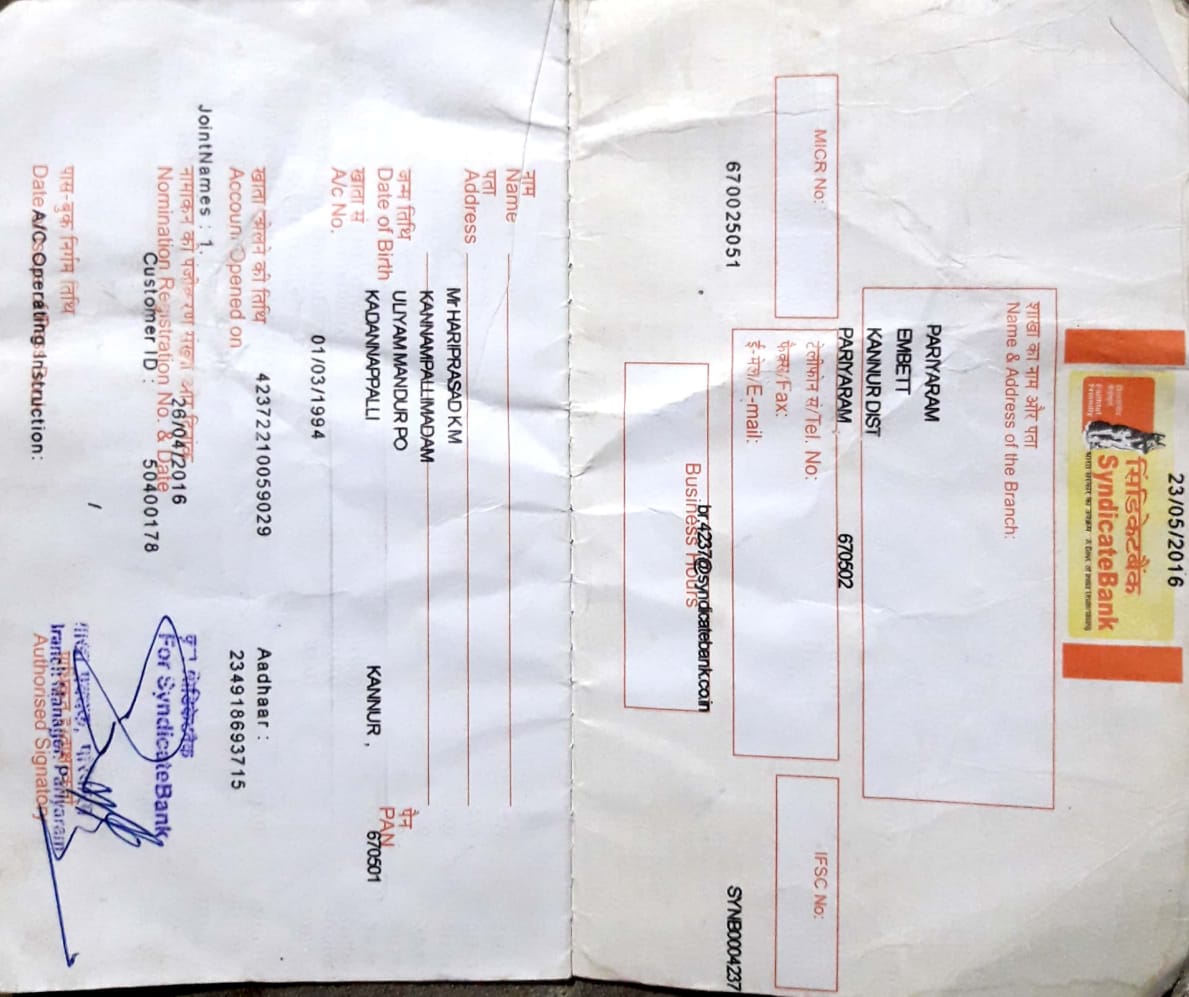 23/05/2016
सिंडिकेटबैंक
SyndicateBank
शाखा का नाम और पता
Name & Address of the Branch:
PARIYARAM
EMBETT
KANNUR DIST
PARIYARAM 670502
MICR No:
टेलीफोन सं/Tel. No:
IFSC No:
फैक्स/Fax:
ई-मेल/E-mail:
670025051
SYNB0004237
br.4237@syndicatebank.co.in
Business Hours
नाम
Name
पता
Address
Mr HARIPRASAD K M
KANNAMPALLIMADAM
जन्म तिथि
ULIYAM MANDUR PO
पैन
Date of Birth
KADANNAPPALLI
KANNUR ,
PAN
670501
खाता सं
A/c No.
01/03/1994
खाता खोलने की तिथि
42372210059029
Aadhaar :
Account Opened on
234918693715
JointNames : 1.
26/04/2016
Nomination Registration No. & Date
Customer ID : 50400178
For SyndicateBank
/
पास-बुक निर्गम तिथि
Date
A/C Operating Instruction:
Branch Manager, Pariyaram
Authorised Signatory